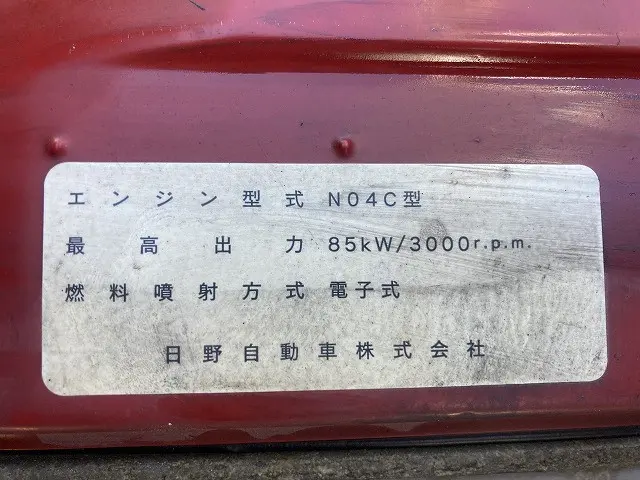 エンジン型式 N04C型
最高出力 85kW/3000r.p.m.
燃料噴射方式 電子式
日野自動車株式会社